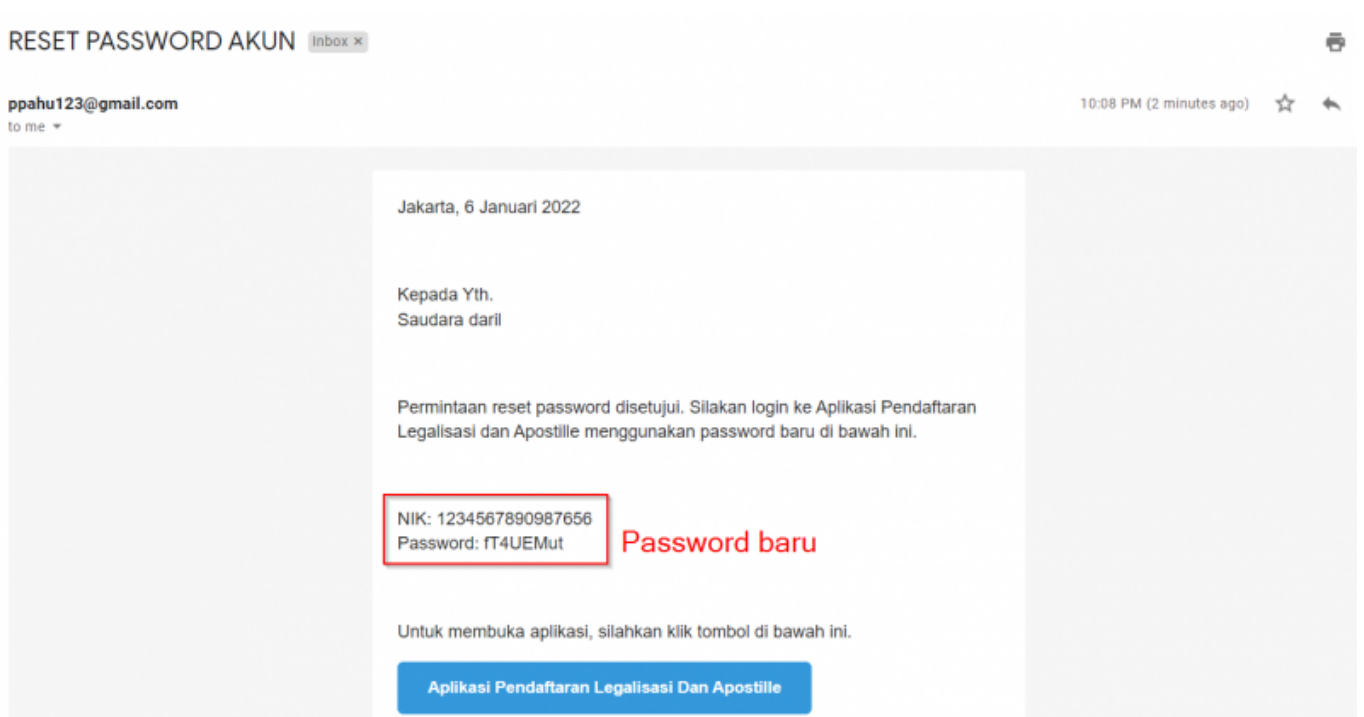 RESET PASSWORD AKUN Inbox ×
ppahu123@gmail.com
10:08 PM (2 minutes ago)
to me
Jakarta, 6 Januari 2022
Kepada Yth.
Saudara daril
Permintaan reset password disetujui. Silakan login ke Aplikasi Pendaftaran
Legalisasi dan Apostille menggunakan password baru di bawah ini.
NIK: 1234567890987656
Password: fT4UEMut
Password baru
Untuk membuka aplikasi, silahkan klik tombol di bawah ini.
Aplikasi Pendaftaran Legalisasi Dan Apostille